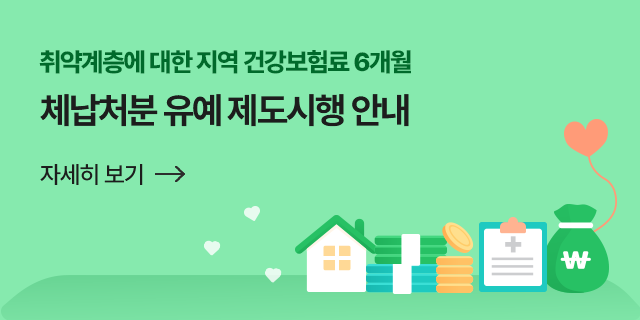 취약계층에 대한 지역 건강보험료 6개월
체납처분 유예 제도시행 안내
자세히 보기 →
₩